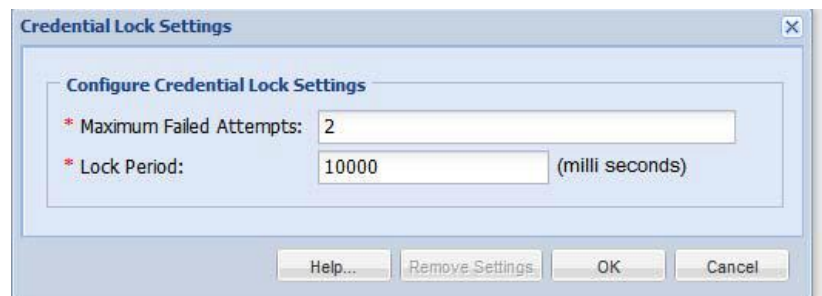 Credential Lock Settings
Configure Credential Lock Settings
* Maximum Failed Attempts: 2
* Lock Period: 10000 (milli seconds)
Help... Remove Settings OK Cancel